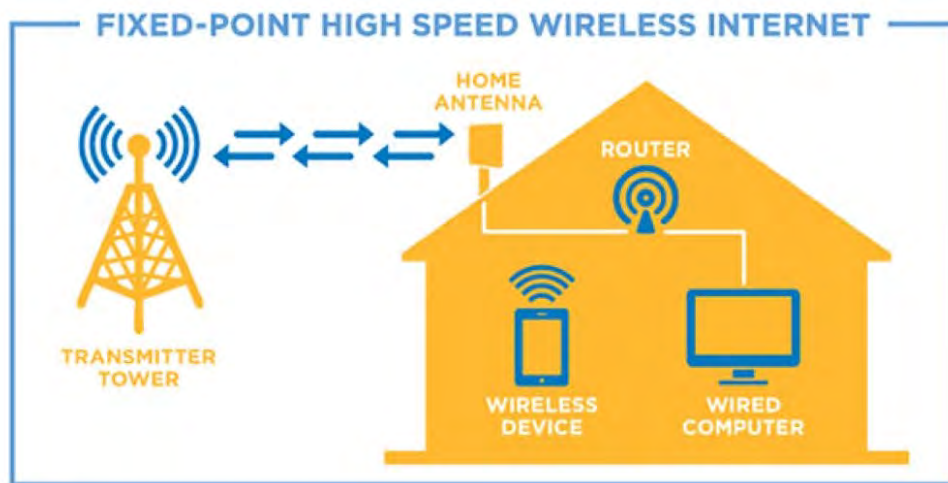 FIXED-POINT HIGH SPEED WIRELESS INTERNET
HOME
ANTENNA
ROUTER
TRANSMITTER
TOWER
WIRELESS
DEVICE
WIRED
COMPUTER